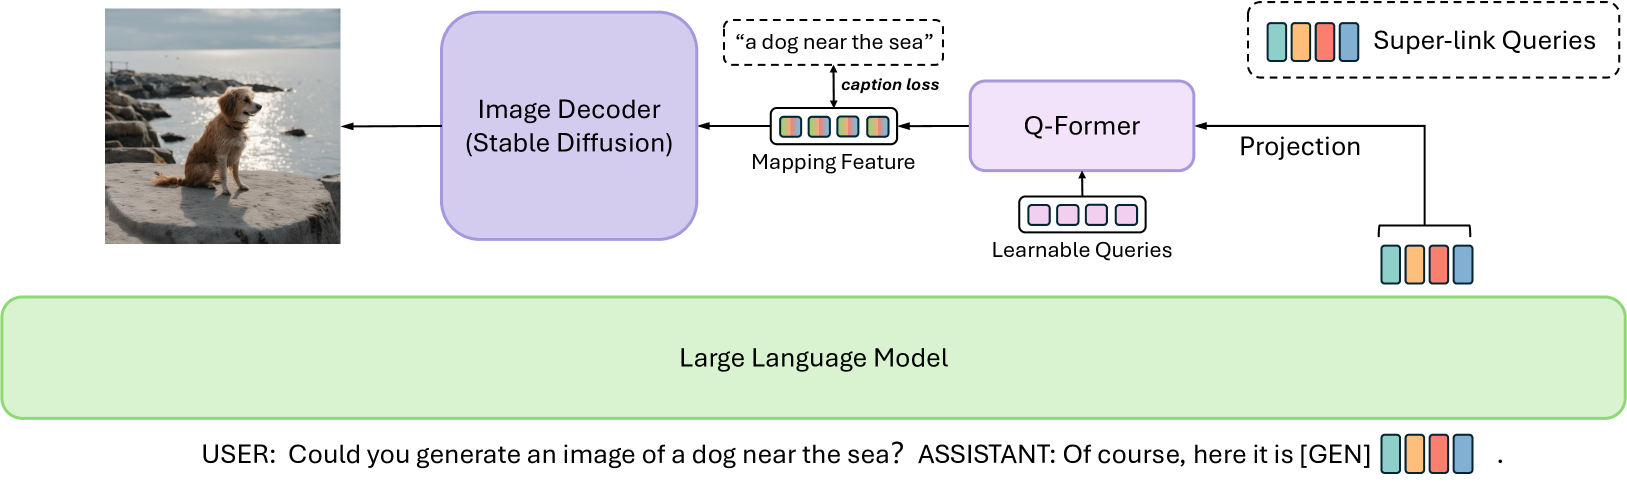 "a dog near the sea"
caption loss
Super-link Queries
Image Decoder
(Stable Diffusion)
Q-Former
Mapping Feature
Projection
Learnable Queries
Large Language Model
USER: Could you generate an image of a dog near the sea? ASSISTANT: Of course, here it is [GEN] .